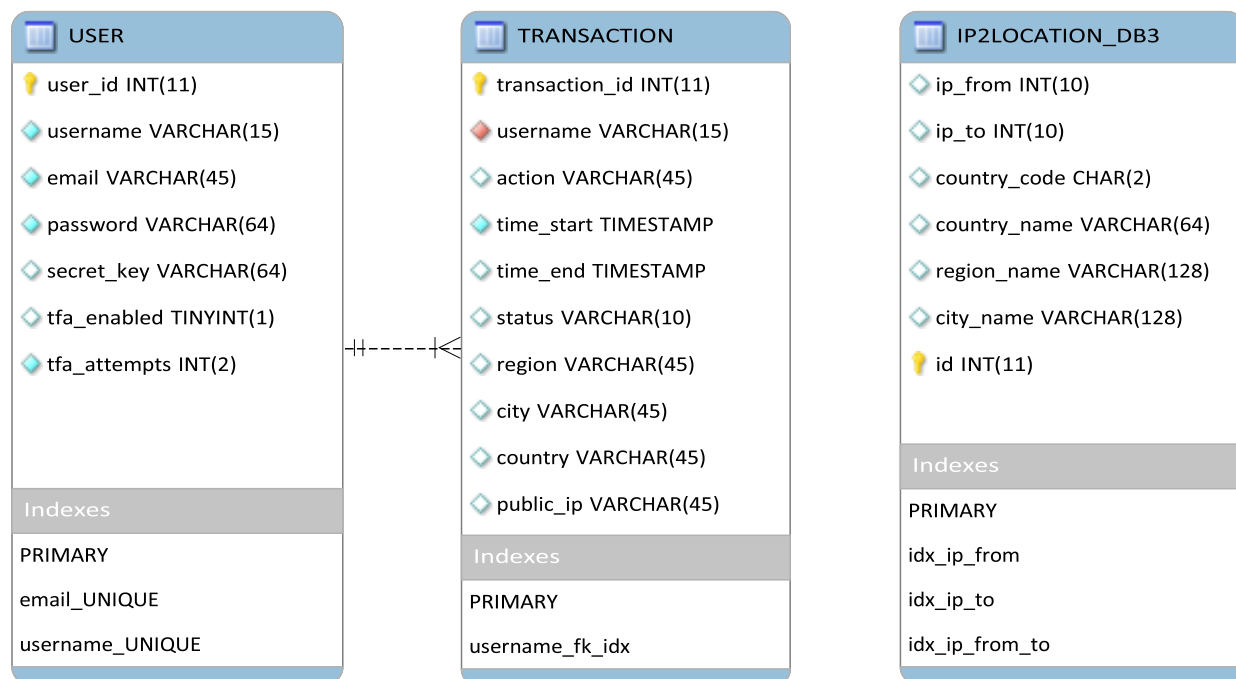 USER
user_id INT(11)
username VARCHAR(15)
email VARCHAR(45)
password VARCHAR(64)
secret_key VARCHAR(64)
tfa_enabled TINYINT(1)
tfa_attempts INT(2)
Indexes
PRIMARY
email_UNIQUE
username_UNIQUE
TRANSACTION
transaction_id INT(11)
username VARCHAR(15)
action VARCHAR(45)
time_start TIMESTAMP
time_end TIMESTAMP
status VARCHAR(10)
region VARCHAR(45)
city VARCHAR(45)
country VARCHAR(45)
public_ip VARCHAR(45)
Indexes
PRIMARY
username_fk_idx
IP2LOCATION_DB3
ip_from INT(10)
ip_to INT(10)
country_code CHAR(2)
country_name VARCHAR(64)
region_name VARCHAR(128)
city_name VARCHAR(128)
id INT(11)
Indexes
PRIMARY
idx_ip_from
idx_ip_to
idx_ip_from_to